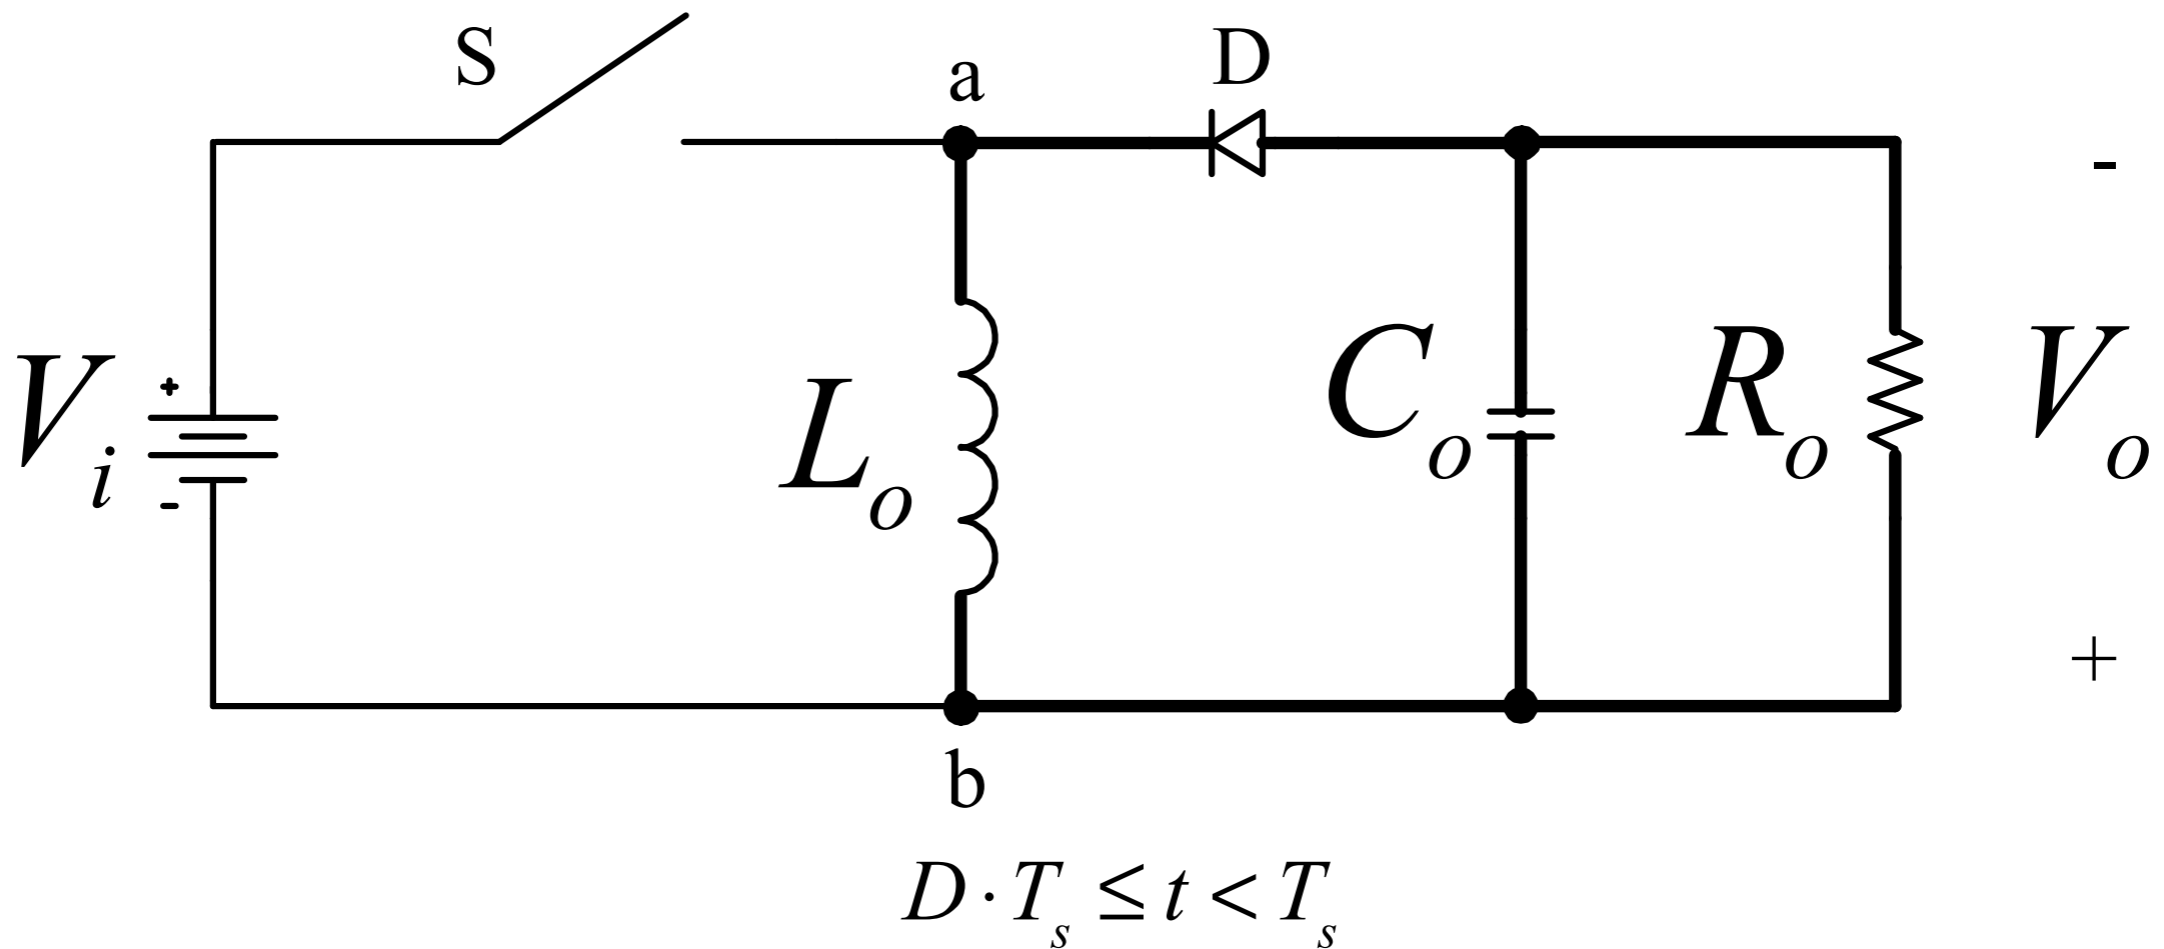 S
a
D
-
V_i
+
-
L_o
C_o
R_o
V_o
+
b
D · T_s ≤ t < T_s